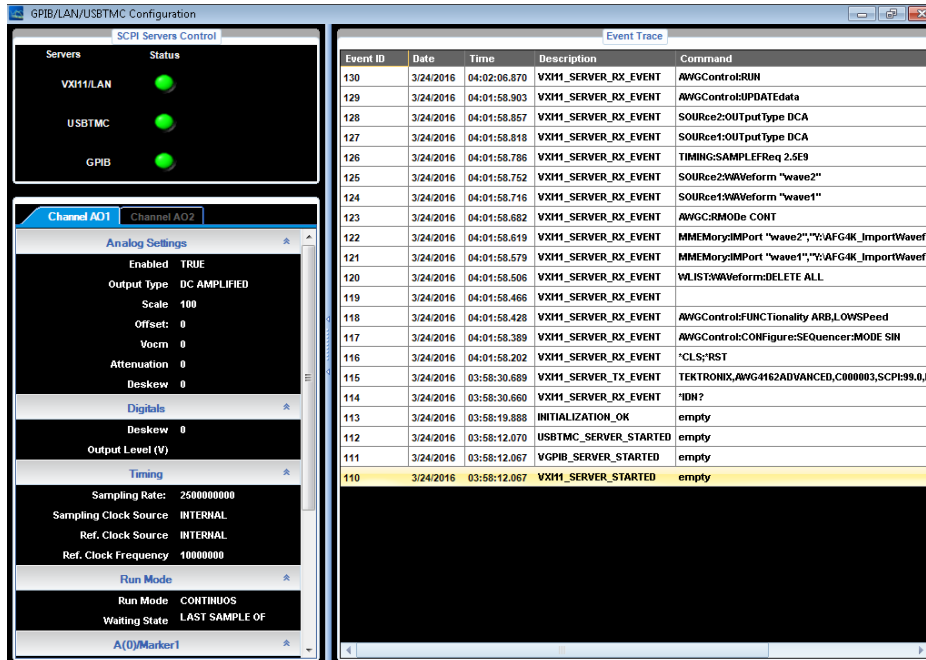 GPIB/LAN/USBTMC Configuration
SCPI Servers Control
Servers Status
VXI11/LAN
USBTMC
GPIB
Channel AO1 Channel AO2
Analog Settings
Enabled TRUE
Output Type DC AMPLIFIED
Scale 100
Offset: 0
Vocm 0
Attenuation 0
Deskew 0
Digitals
Deskew 0
Output Level (V)
Timing
Sampling Rate: 2500000000
Sampling Clock Source INTERNAL
Ref. Clock Source INTERNAL
Ref. Clock Frequency 10000000
Run Mode
Run Mode CONTINUOS
Waiting State LAST SAMPLE OF
A(0)/Marker1
Event Trace
Event ID Date Time Description Command
130 3/24/2016 04:02:06.870 VXI11_SERVER_RX_EVENT AWGControl:RUN
129 3/24/2016 04:01:58.903 VXI11_SERVER_RX_EVENT AWGControl:UPDATEdata
128 3/24/2016 04:01:58.857 VXI11_SERVER_RX_EVENT SOURce2:OUTputType DCA
127 3/24/2016 04:01:58.818 VXI11_SERVER_RX_EVENT SOURce1:OUTputType DCA
126 3/24/2016 04:01:58.786 VXI11_SERVER_RX_EVENT TIMING:SAMPLEFReq 2.5E9
125 3/24/2016 04:01:58.752 VXI11_SERVER_RX_EVENT SOURce2:WAVeform "wave2"
124 3/24/2016 04:01:58.716 VXI11_SERVER_RX_EVENT SOURce1:WAVeform "wave1"
123 3/24/2016 04:01:58.682 VXI11_SERVER_RX_EVENT AWGC:RMODe CONT
122 3/24/2016 04:01:58.619 VXI11_SERVER_RX_EVENT MMEMory:IMPort "wave2","Y:\AFG4K_ImportWavef
121 3/24/2016 04:01:58.579 VXI11_SERVER_RX_EVENT MMEMory:IMPort "wave1","Y:\AFG4K_ImportWavef
120 3/24/2016 04:01:58.506 VXI11_SERVER_RX_EVENT WLIST:WAVeform:DELETE ALL
119 3/24/2016 04:01:58.466 VXI11_SERVER_RX_EVENT
118 3/24/2016 04:01:58.428 VXI11_SERVER_RX_EVENT AWGControl:FUNCTionality ARB,LOWSPeed
117 3/24/2016 04:01:58.389 VXI11_SERVER_RX_EVENT AWGControl:CONFigure:SEQuencer:MODE SIN
116 3/24/2016 04:01:58.202 VXI11_SERVER_RX_EVENT *CLS;*RST
115 3/24/2016 03:58:30.689 VXI11_SERVER_TX_EVENT TEKTRONIX,AWG4162ADVANCED,C000003,SCPI:99.0,
114 3/24/2016 03:58:30.660 VXI11_SERVER_RX_EVENT *IDN?
113 3/24/2016 03:58:19.888 INITIALIZATION_OK empty
112 3/24/2016 03:58:12.070 USBTMC_SERVER_STARTED empty
111 3/24/2016 03:58:12.067 VGPIB_SERVER_STARTED empty
110 3/24/2016 03:58:12.067 VXI11_SERVER_STARTED empty